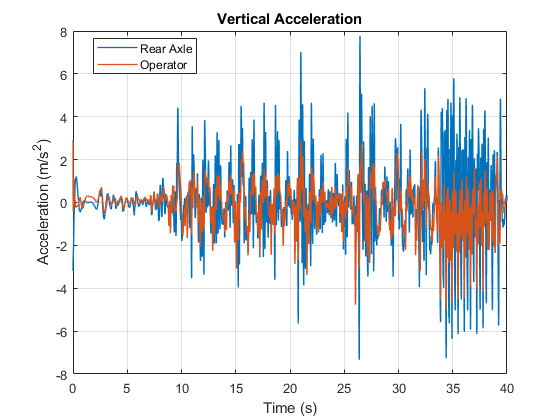 Vertical Acceleration
8
6
4
2
0
-2
-4
-6
-8
Acceleration (m/s²)
Rear Axle
Operator
0 5 10 15 20 25 30 35 40
Time (s)